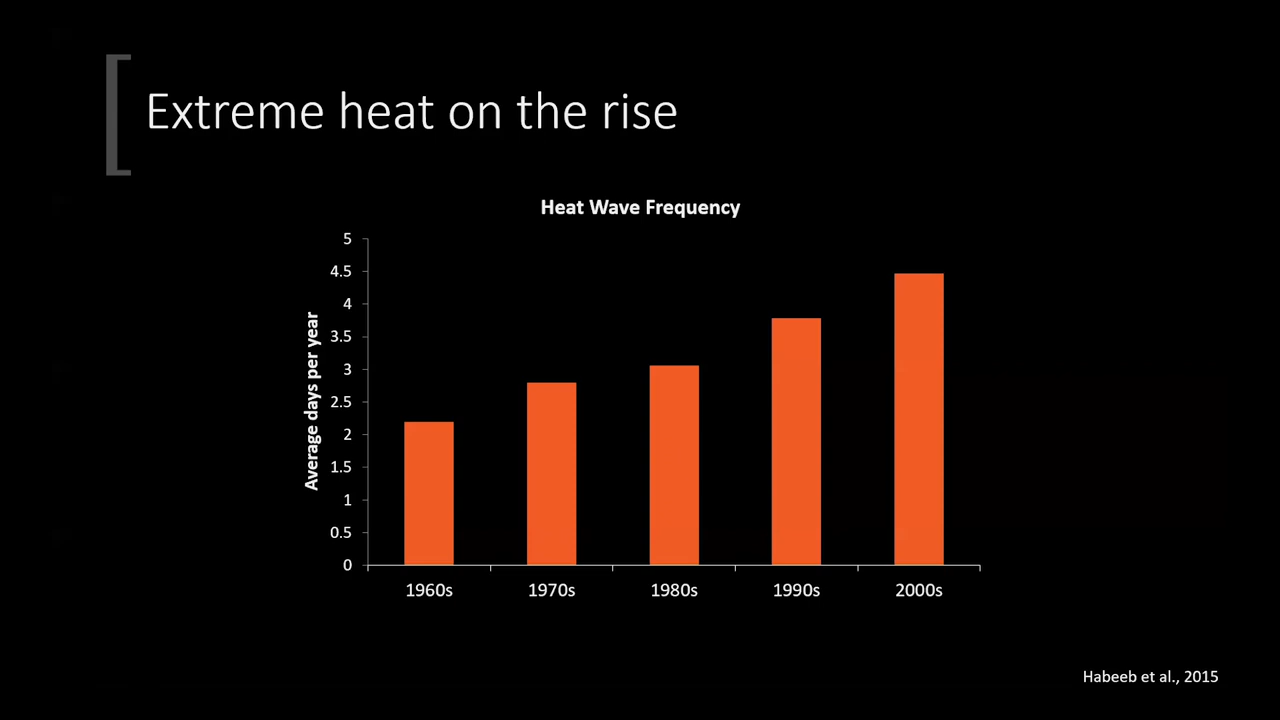 Extreme heat on the rise
Heat Wave Frequency
Average days per year
5
4.5
4
3.5
3
2.5
2
1.5
1
0.5
0
1960s 1970s 1980s 1990s 2000s
Habeeb et al., 2015